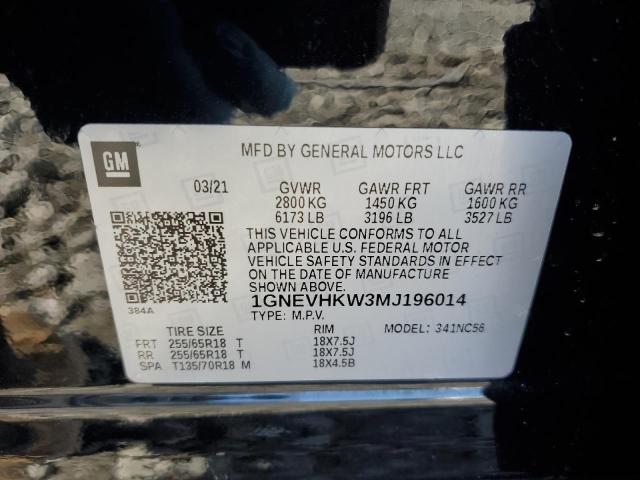 GM
MFD BY GENERAL MOTORS LLC
03/21 GVWR GAWR FRT GAWR RR
2800 KG 1450 KG 1600 KG
6173 LB 3196 LB 3527 LB
THIS VEHICLE CONFORMS TO ALL
APPLICABLE U.S. FEDERAL MOTOR
VEHICLE SAFETY STANDARDS IN EFFECT
ON THE DATE OF MANUFACTURE
SHOWN ABOVE.
384A
1GNEVHKW3MJ196014
TYPE: M.P.V.
TIRE SIZE RIM MODEL: 341NC56
FRT 255/65R18 T 18X7.5J
RR 255/65R18 T 18X7.5J
SPA T135/70R18 M 18X4.5B